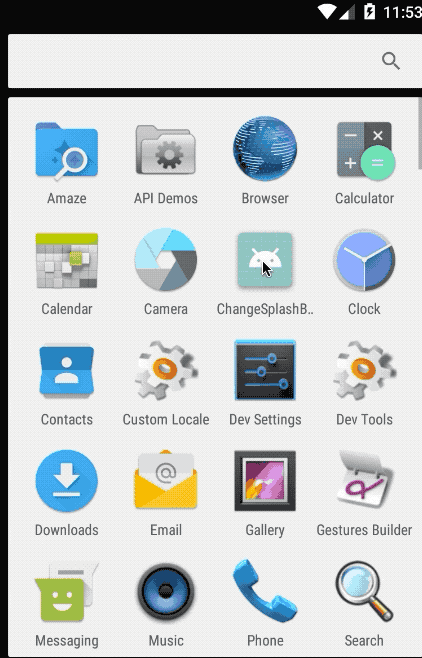 11:53
Amaze API Demos Browser Calculator
Calendar Camera ChangeSplashB.. Clock
Contacts Custom Locale Dev Settings Dev Tools
Downloads Email Gallery Gestures Builder
Messaging Music Phone Search